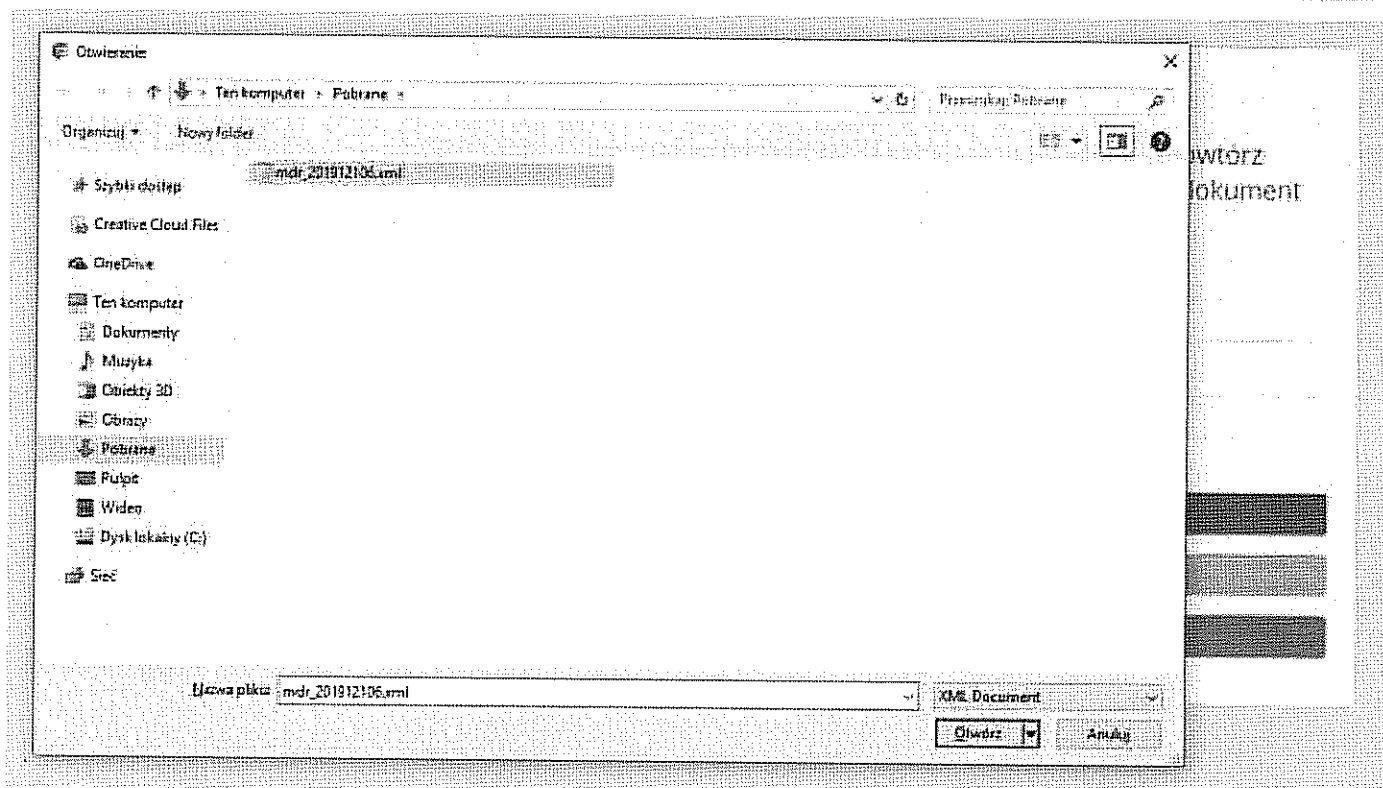 Otwieranie
Ten komputer > Pobrane
Przeszukaj: Pobrane
Organizuj
Nowy folder
mdr_201912106.xml
Szybki dostęp
Creative Cloud Files
OneDrive
Ten komputer
Dokumenty
Muzyka
Obiekty 3D
Obrazy
Pobrane
Pulpit
Wideo
Dysk lokalny (C:)
Sieć
wtórz
dokument
Nazwa pliku:
mdr_201912106.xml
XML Document
Otwórz
Anuluj